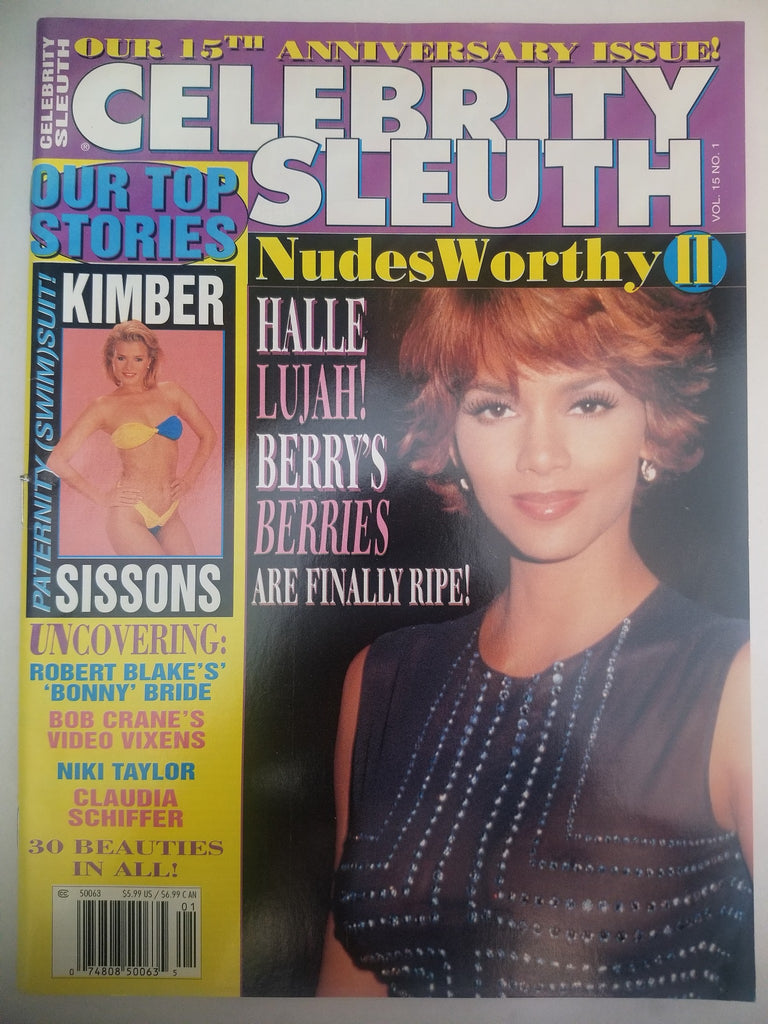 OUR 15TH ANNIVERSARY ISSUE!
CELEBRITY
SLEUTH
CELEBRITY
SLEUTH
®
VOL. 15 NO. 1
OUR TOP
STORIES
NudesWorthy II
PATERNITY (SWIM)SUIT!
KIMBER
SISSONS
HALLE
LUJAH!
BERRY'S
BERRIES
ARE FINALLY RIPE!
UNCOVERING:
ROBERT BLAKE'S'
'BONNY' BRIDE
BOB CRANE'S
VIDEO VIXENS
NIKI TAYLOR
CLAUDIA
SCHIFFER
30 BEAUTIES
IN ALL!
CC 50063 $5.99 US / $6.99 CAN
01
0 74808 50063 5